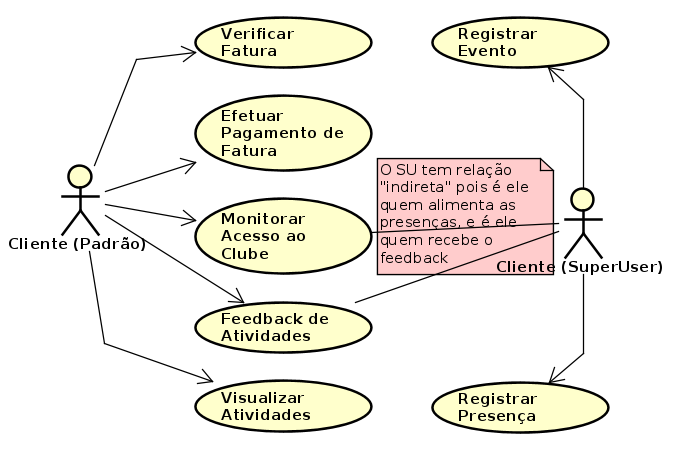 Verificar
Fatura
Registrar
Evento
Efetuar
Pagamento de
Fatura
O SU tem relação
"indireta" pois é ele
quem alimenta as
presenças, e é ele
quem recebe o
feedback
Monitorar
Acesso ao
Clube
Cliente (Padrão)
Cliente (SuperUser)
Feedback de
Atividades
Visualizar
Atividades
Registrar
Presença